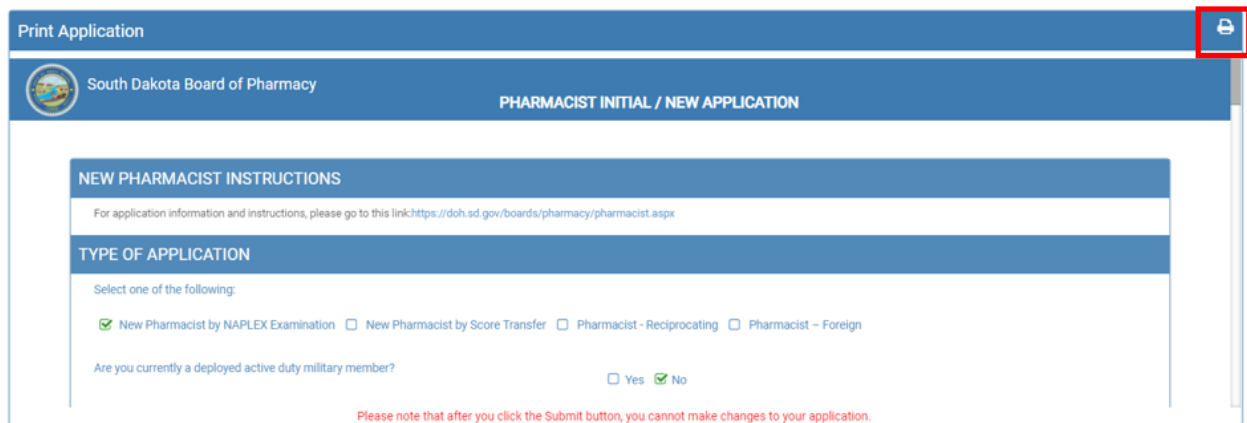 Print Application
South Dakota Board of Pharmacy
PHARMACIST INITIAL / NEW APPLICATION
NEW PHARMACIST INSTRUCTIONS
For application information and instructions, please go to this link:https://doh.sd.gov/boards/pharmacy/pharmacist.aspx
TYPE OF APPLICATION
Select one of the following:
New Pharmacist by NAPLEX Examination New Pharmacist by Score Transfer Pharmacist - Reciprocating Pharmacist – Foreign
Are you currently a deployed active duty military member?
Yes No
Please note that after you click the Submit button, you cannot make changes to your application.